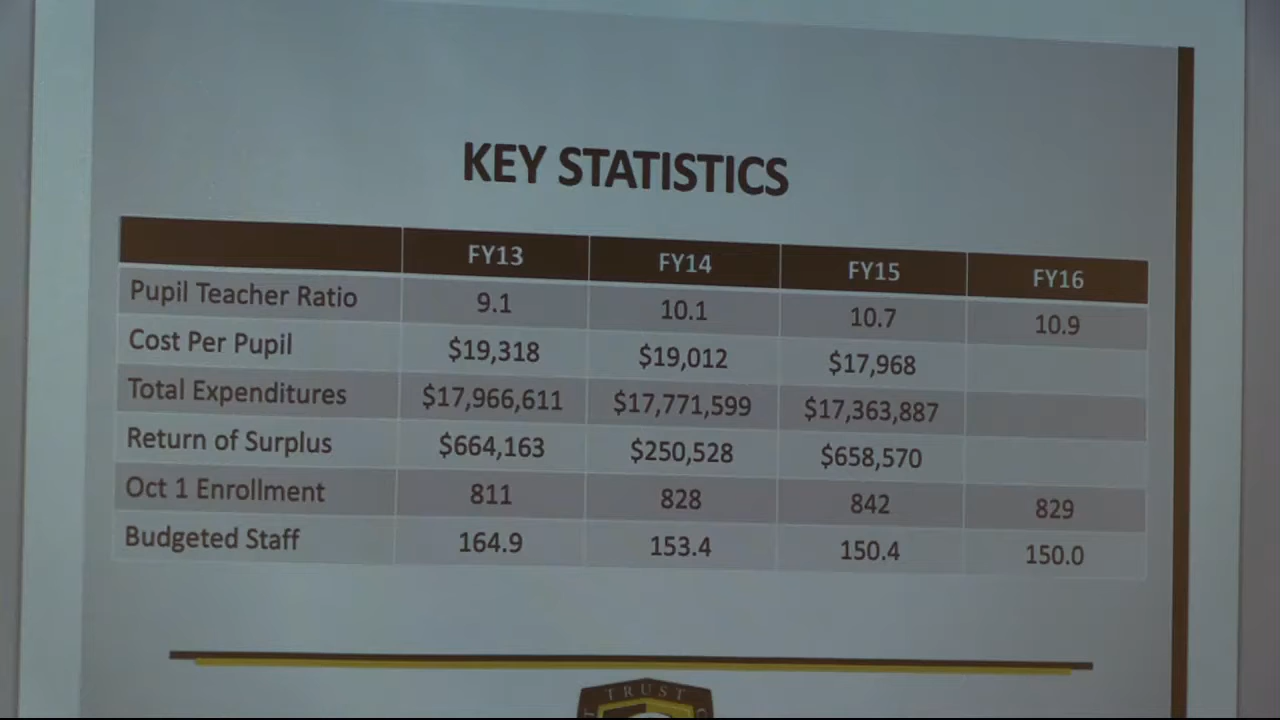 KEY STATISTICS
FY13 FY14 FY15 FY16
Pupil Teacher Ratio 9.1 10.1 10.7 10.9
Cost Per Pupil $19,318 $19,012 $17,968
Total Expenditures $17,966,611 $17,771,599 $17,363,887
Return of Surplus $664,163 $250,528 $658,570
Oct 1 Enrollment 811 828 842 829
Budgeted Staff 164.9 153.4 150.4 150.0
TRUST